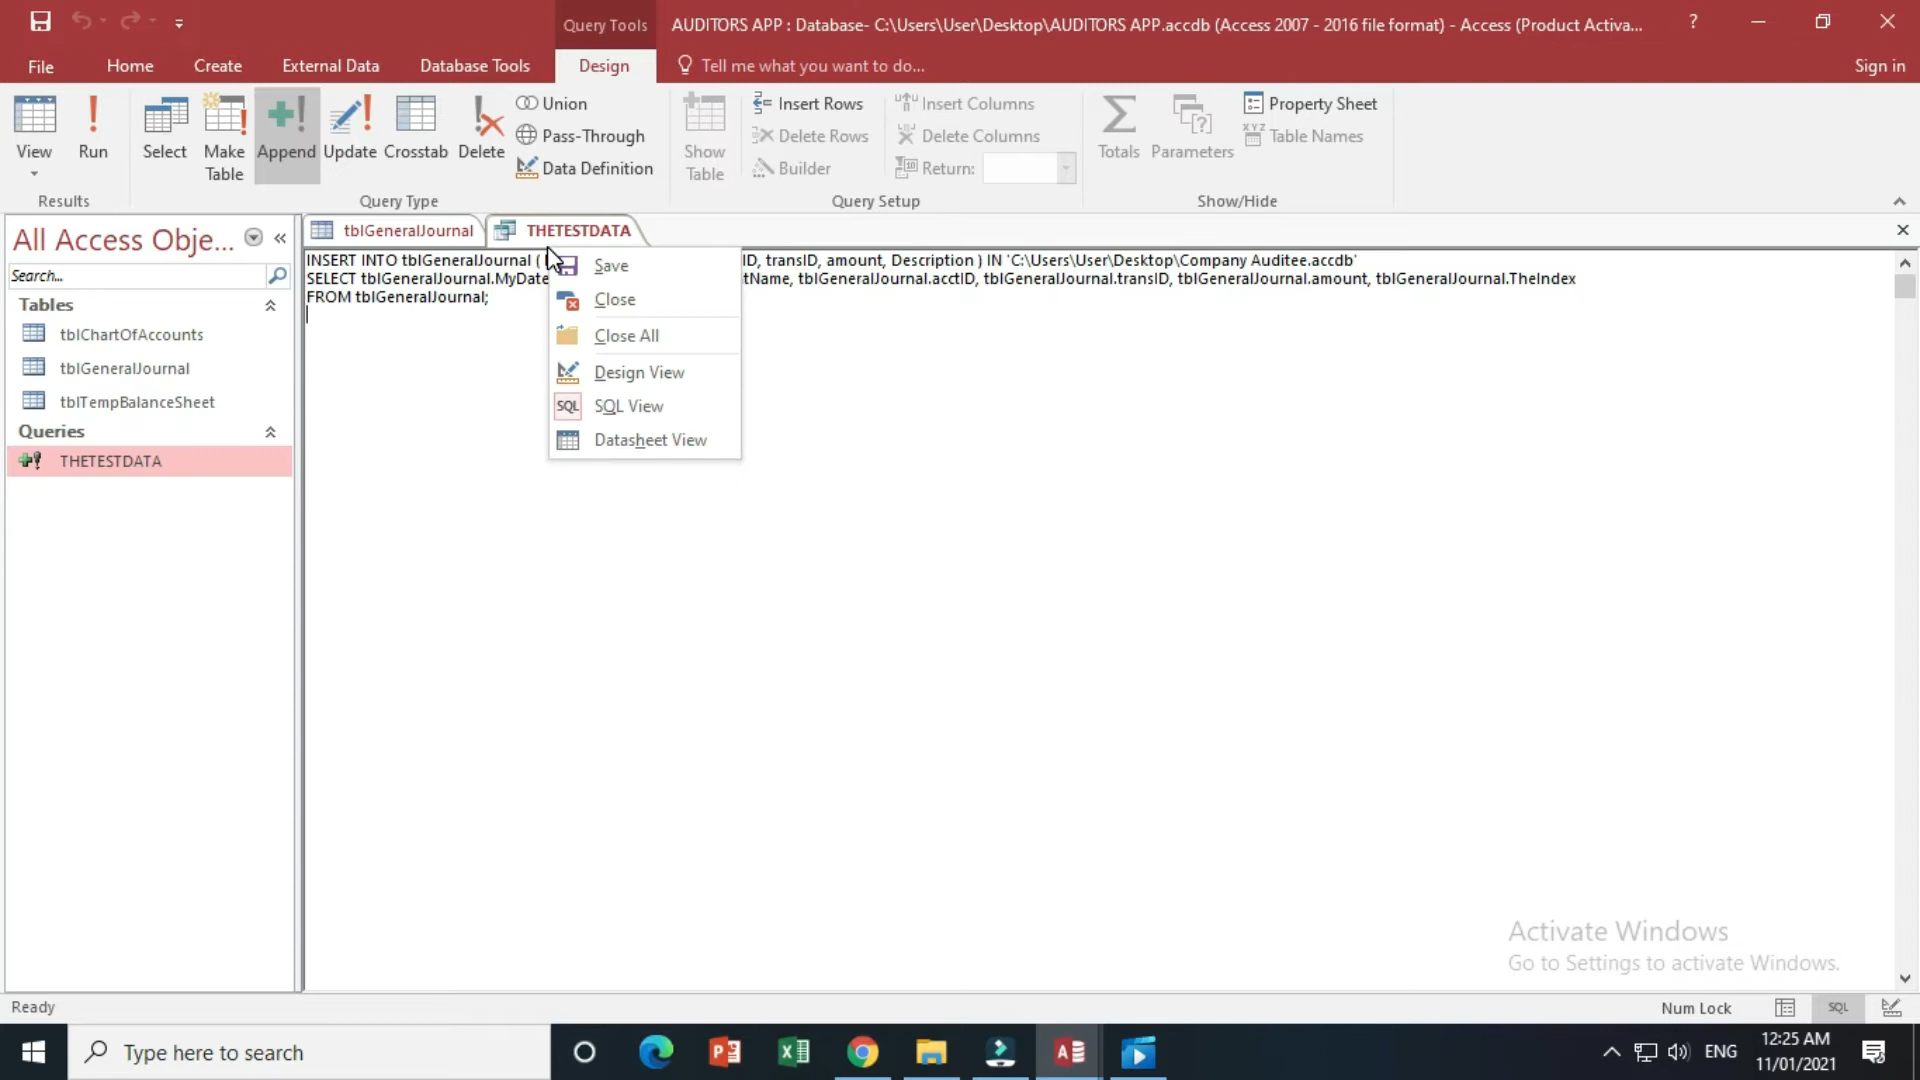 Query Tools
AUDITORS APP : Database- C:\Users\User\Desktop\AUDITORS APP.accdb (Access 2007 - 2016 file format) - Access (Product Activa...
?
File
Home
Create
External Data
Database Tools
Design
Tell me what you want to do...
Sign in
View
Run
Select
Make Table
Append
Update
Crosstab
Delete
Union
Pass-Through
Data Definition
Show Table
Insert Rows
Delete Rows
Builder
Insert Columns
Delete Columns
Return:
Totals
Parameters
Property Sheet
Table Names
Results
Query Type
Query Setup
Show/Hide
All Access Obje...
Search...
Tables
tblChartOfAccounts
tblGeneralJournal
tblTempBalanceSheet
Queries
THETESTDATA
tblGeneralJournal
THETESTDATA
INSERT INTO tblGeneralJournal ( ID, transID, amount, Description ) IN 'C:\Users\User\Desktop\Company Auditee.accdb'
SELECT tblGeneralJournal.MyDate tName, tblGeneralJournal.acctID, tblGeneralJournal.transID, tblGeneralJournal.amount, tblGeneralJournal.TheIndex
FROM tblGeneralJournal;
Save
Close
Close All
Design View
SQL SQL View
Datasheet View
Activate Windows
Go to Settings to activate Windows.
Ready
Num Lock
SQL
Type here to search
ENG
12:25 AM
11/01/2021